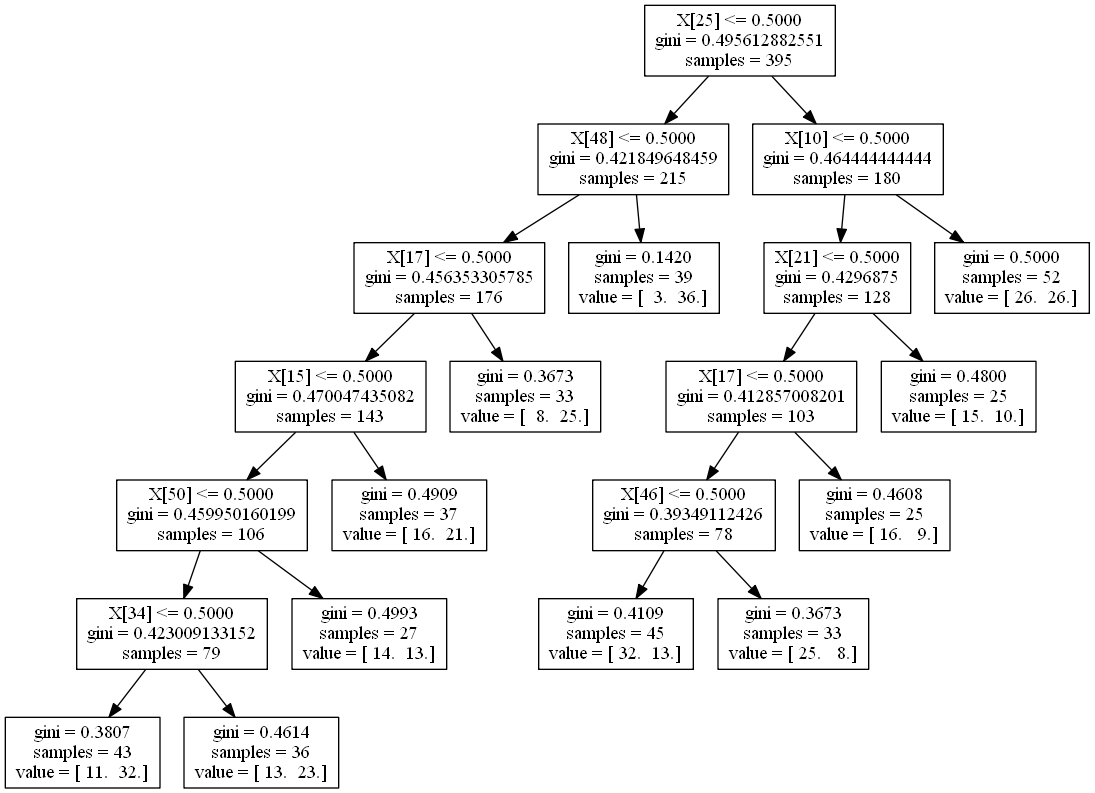 X[25] <= 0.5000
gini = 0.495612882551
samples = 395
X[48] <= 0.5000
gini = 0.421849648459
samples = 215
X[10] <= 0.5000
gini = 0.464444444444
samples = 180
X[17] <= 0.5000
gini = 0.456353305785
samples = 176
gini = 0.1420
samples = 39
value = [ 3. 36.]
X[21] <= 0.5000
gini = 0.4296875
samples = 128
gini = 0.5000
samples = 52
value = [ 26. 26.]
X[15] <= 0.5000
gini = 0.470047435082
samples = 143
gini = 0.3673
samples = 33
value = [ 8. 25.]
X[17] <= 0.5000
gini = 0.412857008201
samples = 103
gini = 0.4800
samples = 25
value = [ 15. 10.]
X[50] <= 0.5000
gini = 0.459950160199
samples = 106
gini = 0.4909
samples = 37
value = [ 16. 21.]
X[46] <= 0.5000
gini = 0.39349112426
samples = 78
gini = 0.4608
samples = 25
value = [ 16. 9.]
X[34] <= 0.5000
gini = 0.423009133152
samples = 79
gini = 0.4993
samples = 27
value = [ 14. 13.]
gini = 0.4109
samples = 45
value = [ 32. 13.]
gini = 0.3673
samples = 33
value = [ 25. 8.]
gini = 0.3807
samples = 43
value = [ 11. 32.]
gini = 0.4614
samples = 36
value = [ 13. 23.]